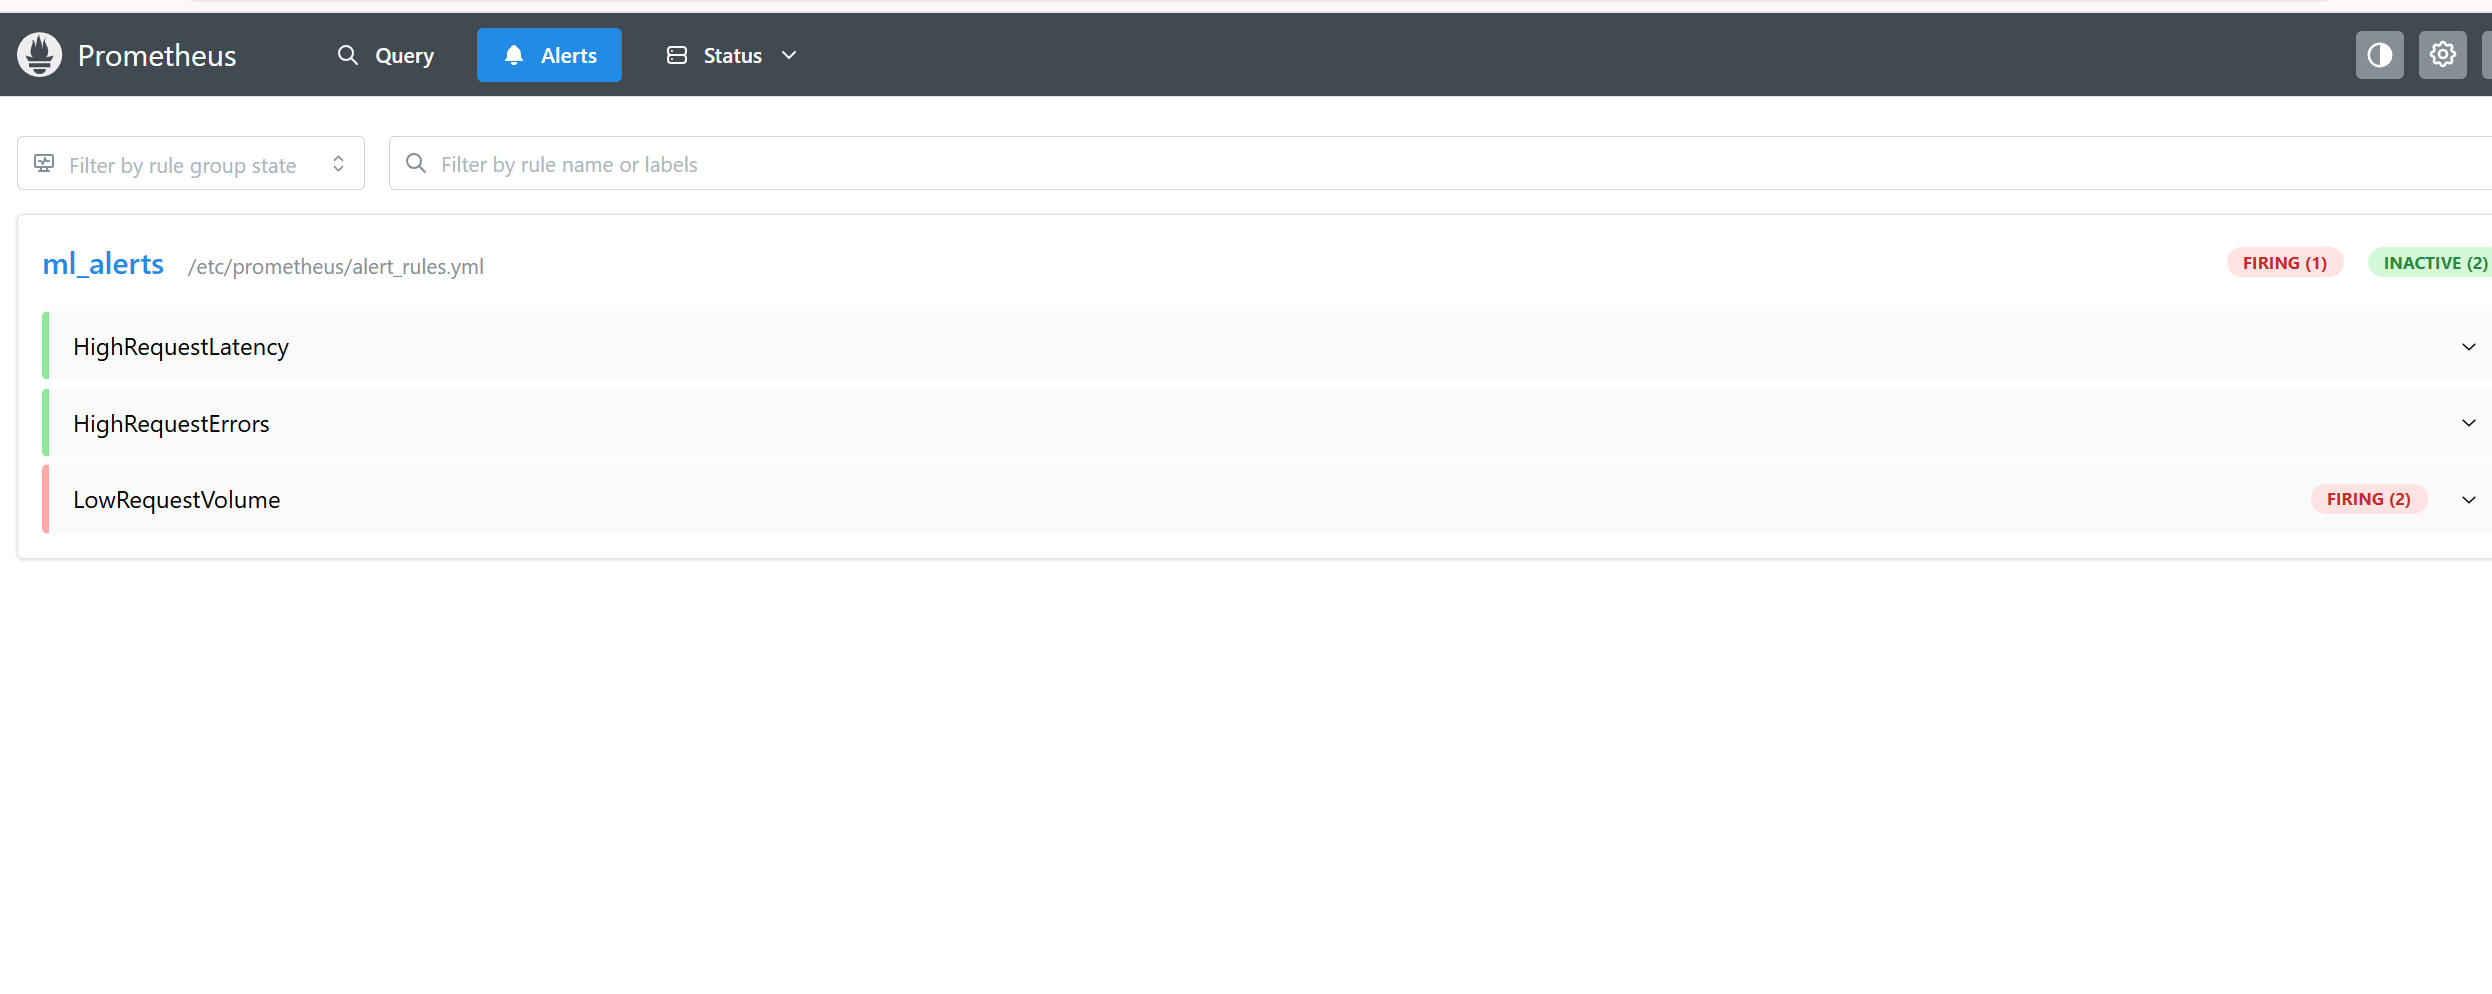 Prometheus Query Alerts Status
Filter by rule group state Filter by rule name or labels
ml_alerts /etc/prometheus/alert_rules.yml FIRING (1) INACTIVE (2)
HighRequestLatency
HighRequestErrors
LowRequestVolume FIRING (2)